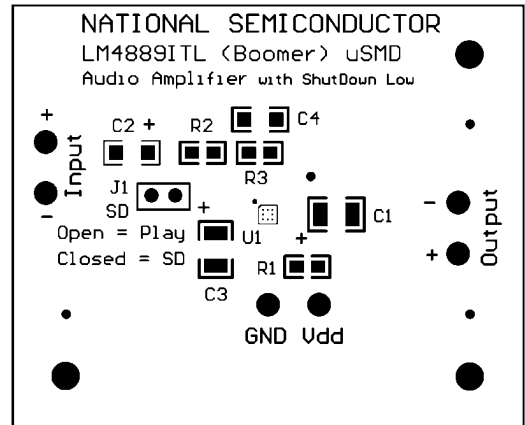 NATIONAL SEMICONDUCTOR
LM4889ITL (Boomer) uSMD
Audio Amplifier with ShutDown Low
C4
+
C2 +
R2
Input
R3
J1
-
SD
+
C1
-
Output
Open = Play
U1
+
+
Closed = SD
R1
C3
GND Vdd